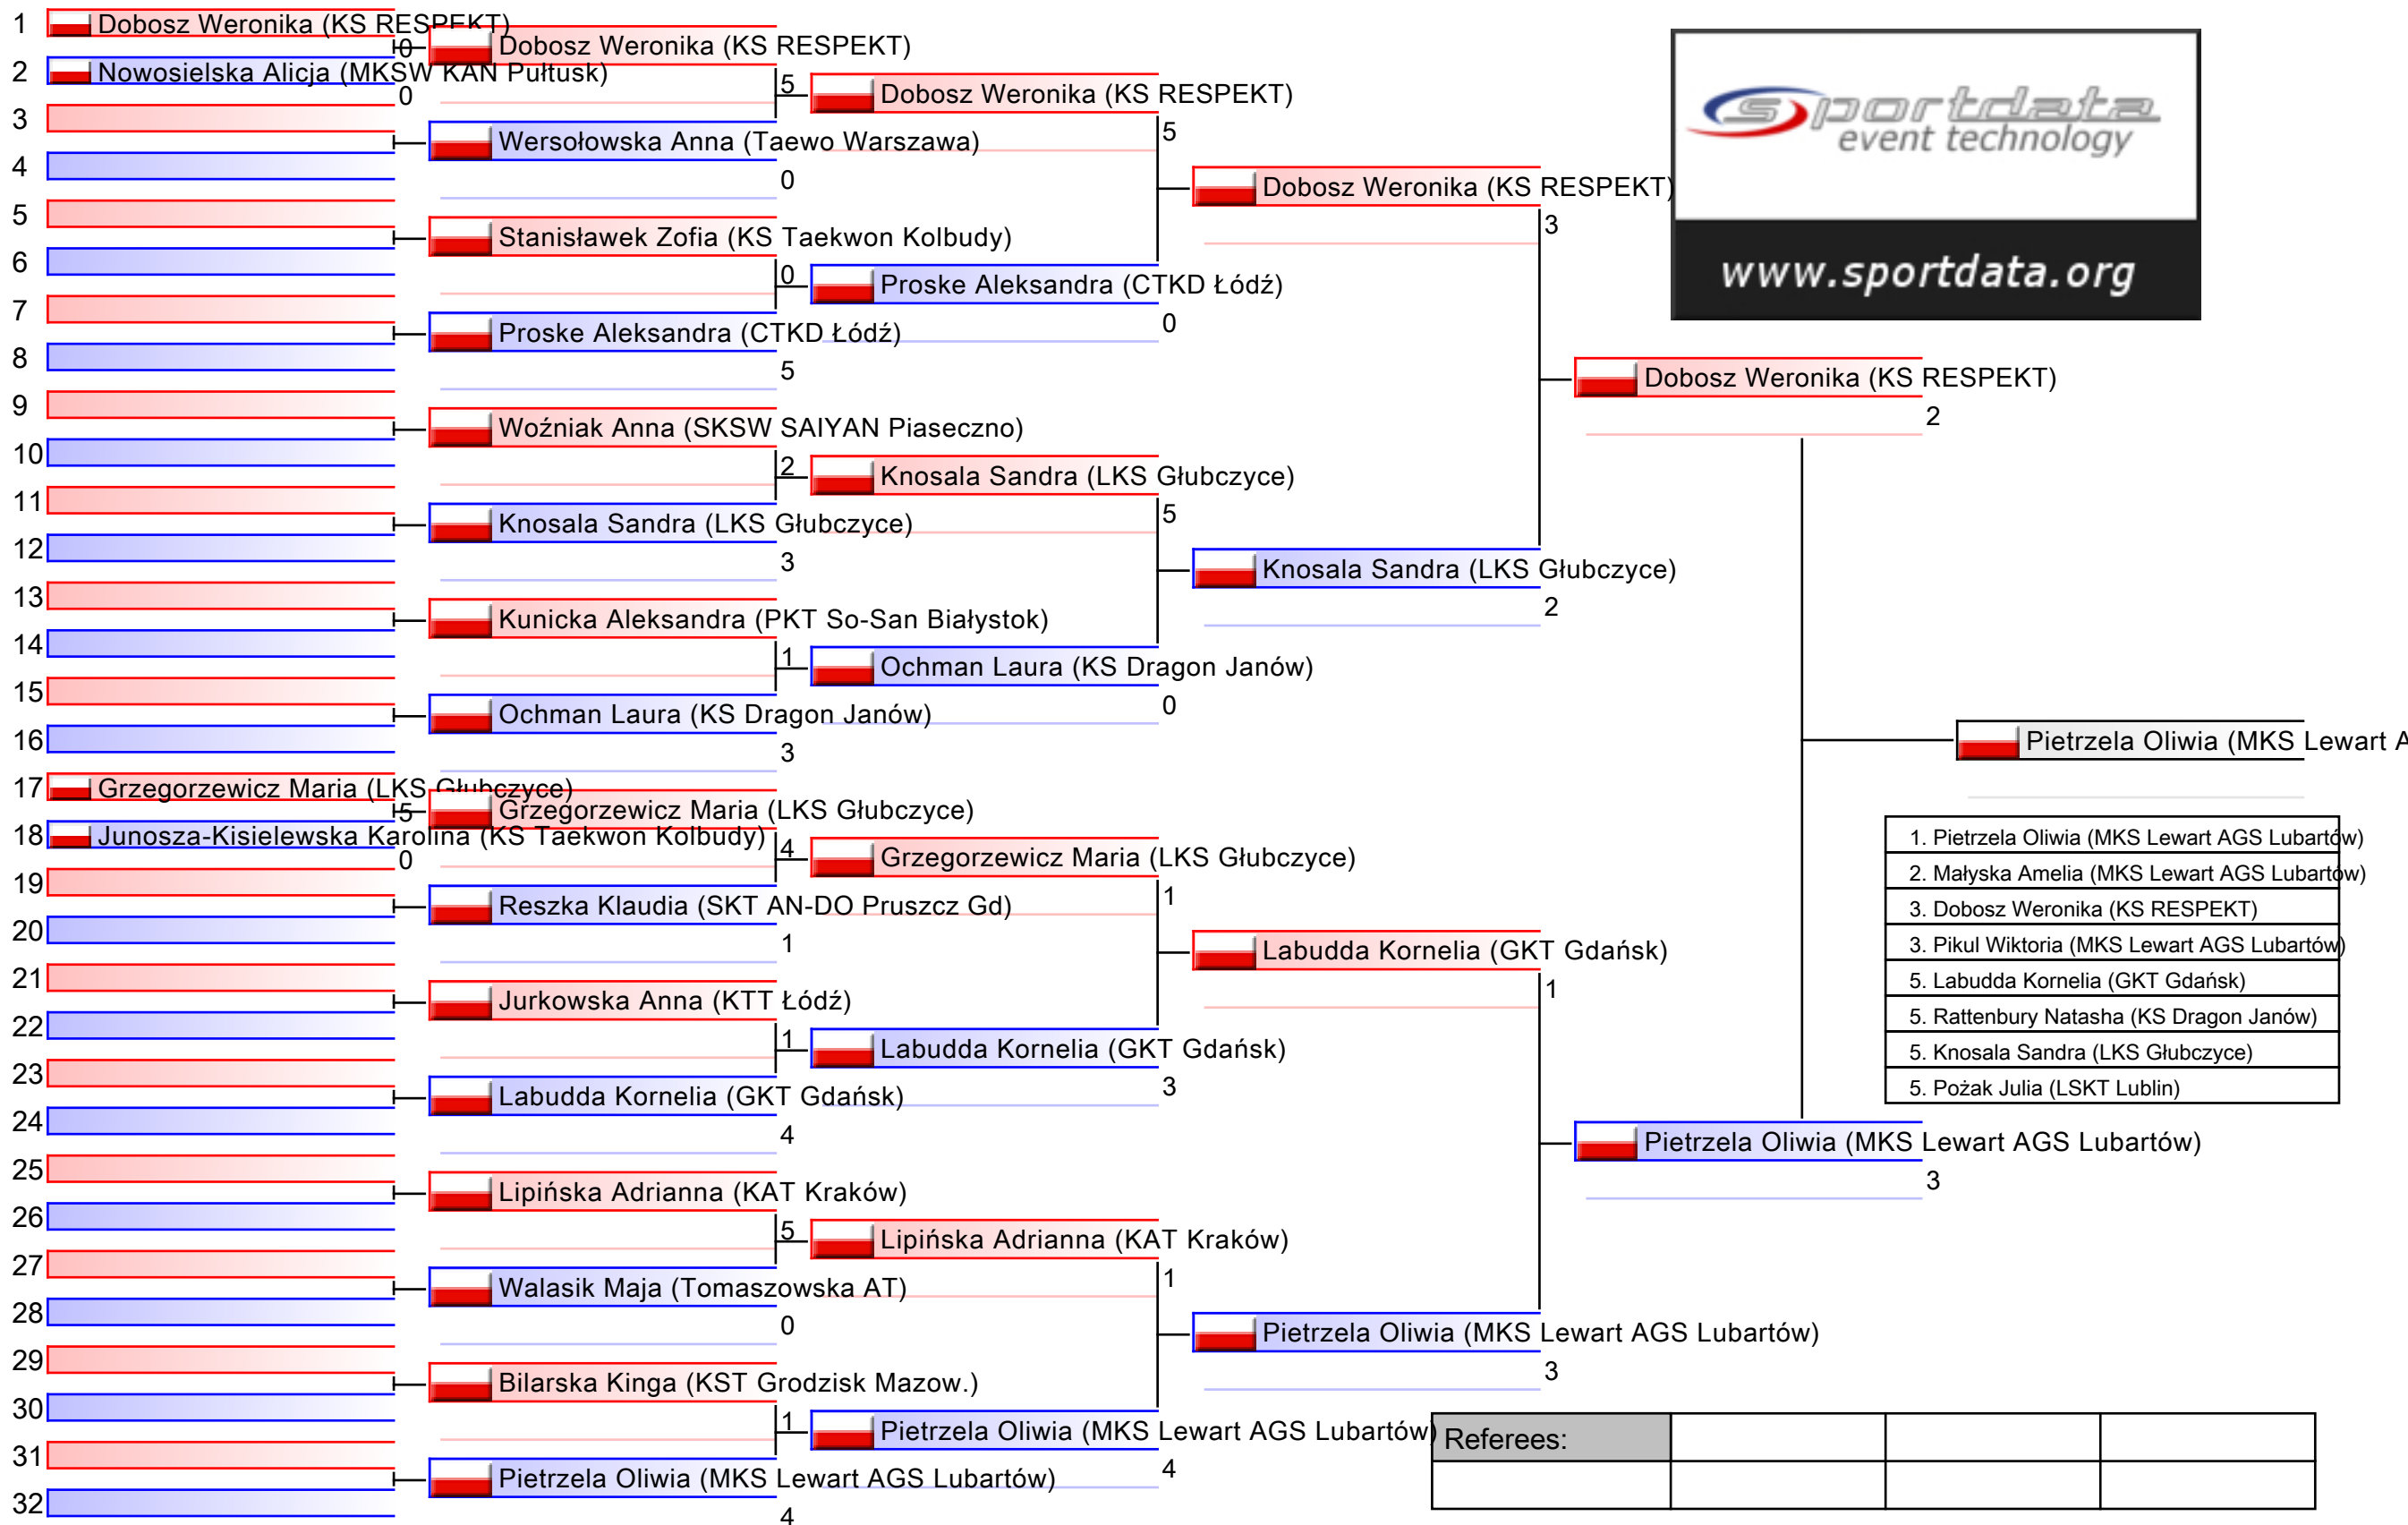 1 Dobosz Weronika (KS RESPEKT)
0
2 Nowosielska Alicja (MKSW KAN Pułtusk)
0
3
4
5
6
7
8
9
10
11
12
13
14
15
16
17 Grzegorzewicz Maria (LKS Głubczyce)
5
18 Junosza-Kisielewska Karolina (KS Taekwon Kolbudy)
0
19
20
21
22
23
24
25
26
27
28
29
30
31
32
Dobosz Weronika (KS RESPEKT)
5
Wersołowska Anna (Taewo Warszawa)
0
Stanisławek Zofia (KS Taekwon Kolbudy)
0
Proske Aleksandra (CTKD Łódź)
5
Woźniak Anna (SKSW SAIYAN Piaseczno)
2
Knosala Sandra (LKS Głubczyce)
3
Kunicka Aleksandra (PKT So-San Białystok)
1
Ochman Laura (KS Dragon Janów)
3
Grzegorzewicz Maria (LKS Głubczyce)
4
Reszka Klaudia (SKT AN-DO Pruszcz Gd)
1
Jurkowska Anna (KTT Łódź)
1
Labudda Kornelia (GKT Gdańsk)
4
Lipińska Adrianna (KAT Kraków)
5
Walasik Maja (Tomaszowska AT)
0
Bilarska Kinga (KST Grodzisk Mazow.)
1
Pietrzela Oliwia (MKS Lewart AGS Lubartów)
4
Dobosz Weronika (KS RESPEKT)
5
Proske Aleksandra (CTKD Łódź)
0
Knosala Sandra (LKS Głubczyce)
5
Ochman Laura (KS Dragon Janów)
0
Grzegorzewicz Maria (LKS Głubczyce)
1
Labudda Kornelia (GKT Gdańsk)
3
Lipińska Adrianna (KAT Kraków)
1
Pietrzela Oliwia (MKS Lewart AGS Lubartów)
4
Dobosz Weronika (KS RESPEKT)
3
Knosala Sandra (LKS Głubczyce)
2
Labudda Kornelia (GKT Gdańsk)
1
Pietrzela Oliwia (MKS Lewart AGS Lubartów)
3
Dobosz Weronika (KS RESPEKT)
2
Pietrzela Oliwia (MKS Lewart AGS Lubartów)
3
Pietrzela Oliwia (MKS Lewart A
sportdata
event technology
www.sportdata.org
1. Pietrzela Oliwia (MKS Lewart AGS Lubartów)
2. Małyska Amelia (MKS Lewart AGS Lubartów)
3. Dobosz Weronika (KS RESPEKT)
3. Pikul Wiktoria (MKS Lewart AGS Lubartów)
5. Labudda Kornelia (GKT Gdańsk)
5. Rattenbury Natasha (KS Dragon Janów)
5. Knosala Sandra (LKS Głubczyce)
5. Pożak Julia (LSKT Lublin)
Referees: